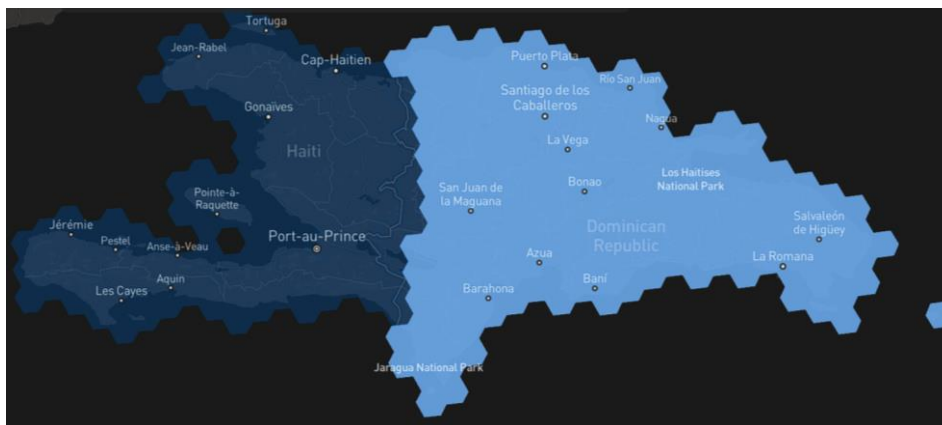 Tortuga
Jean-Rabel
Cap-Haitien
Puerto Plata
Río San Juan
Santiago de los
Caballeros
Gonaïves
Nagua
La Vega
Haiti
Los Haitises
National Park
Bonao
San Juan de
la Maguana
Pointe-à-
Raquette
Jérémie
Dominican
Republic
Salvaleón
de Higüey
Port-au-Prince
Pestel
Anse-à-Veau
Azua
La Romana
Aquin
Les Cayes
Barahona
Baní
Jaragua National Park